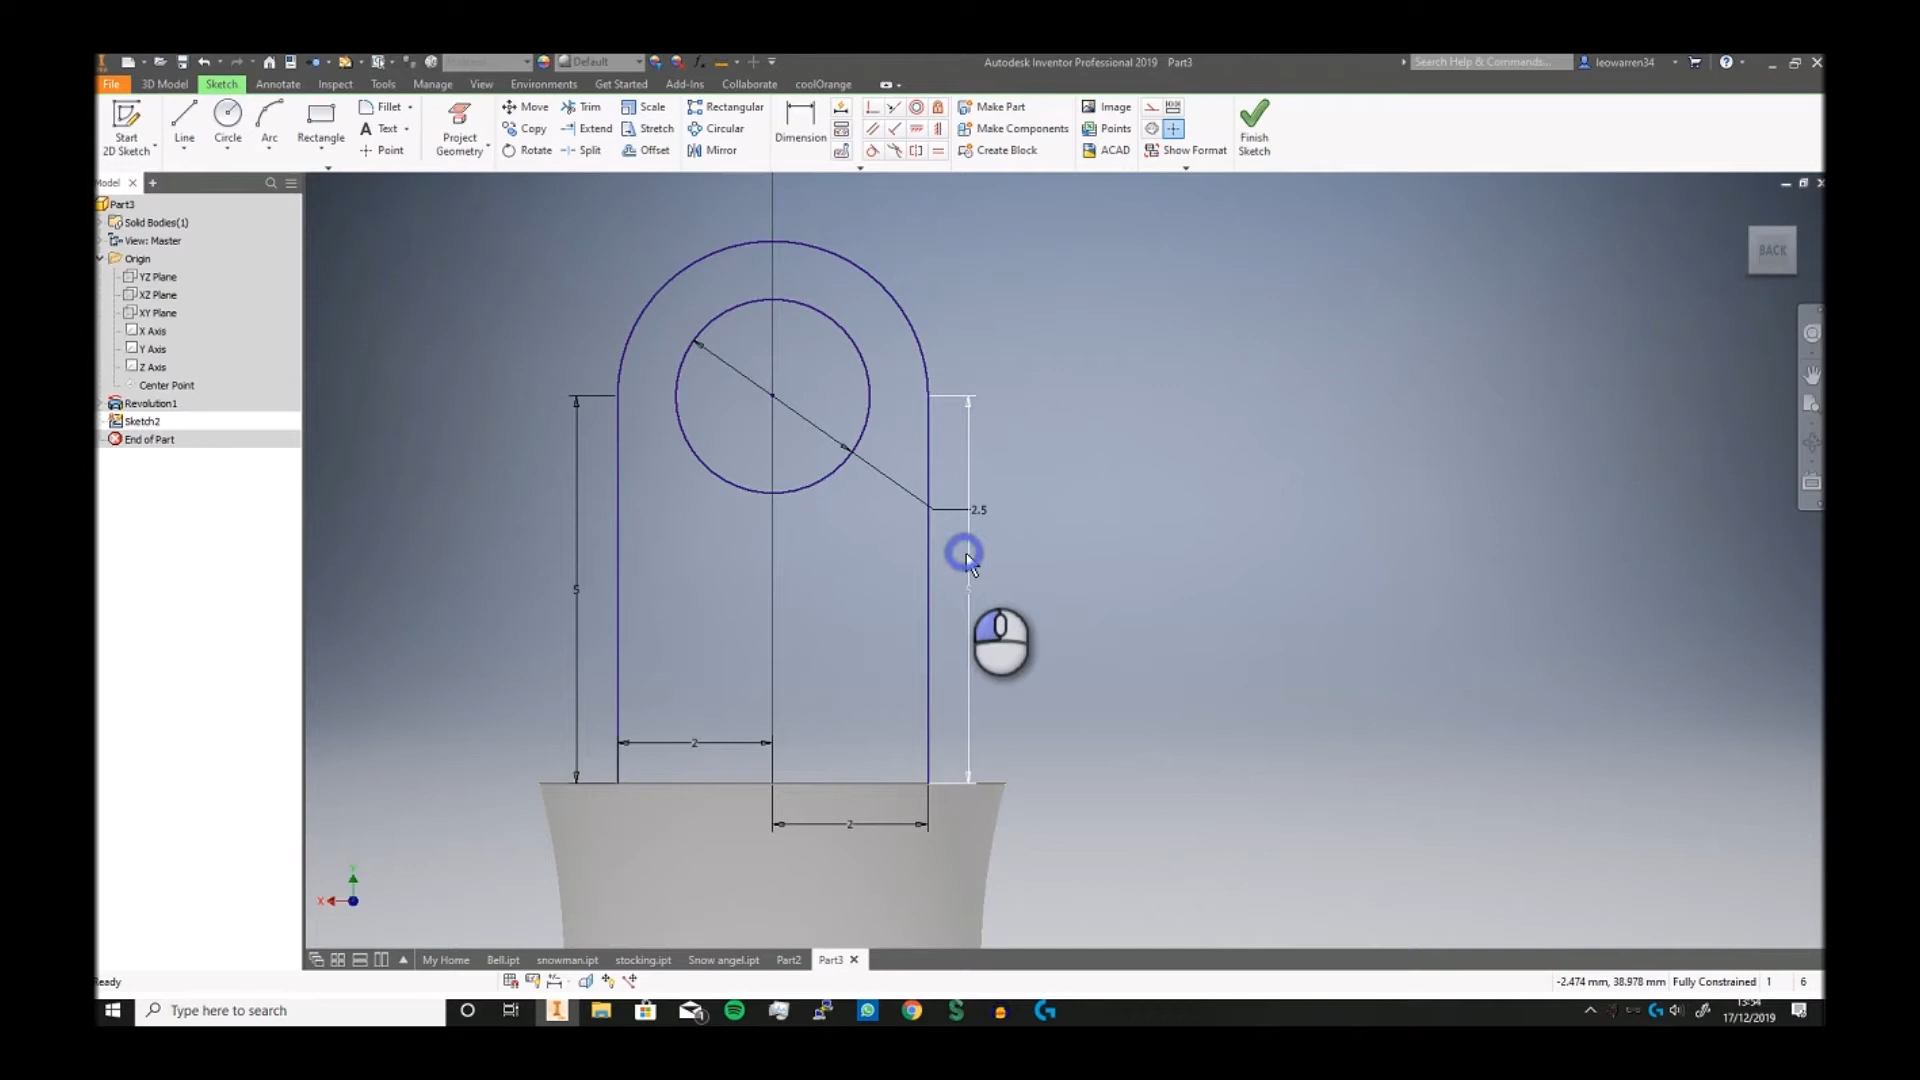 Default
Autodesk Inventor Professional 2019 Part3
Search Help & Commands...
leowarren34
File 3D Model Sketch Annotate Inspect Tools Manage View Environments Get Started Add-Ins Collaborate coolOrange
Start
2D Sketch
Line
Circle
Arc
Rectangle
Fillet
Text
Point
Project
Geometry
Move Trim Scale
Copy Extend Stretch
Rotate Split Offset
Rectangular
Circular
Mirror
Dimension
Make Part
Make Components
Create Block
Image
Points
ACAD
Show Format
Finish
Sketch
Model
Part3
Solid Bodies(1)
View: Master
Origin
YZ Plane
XZ Plane
XY Plane
X Axis
Y Axis
Z Axis
Center Point
Revolution1
Sketch2
End of Part
BACK
2.5
5
5
2
2
Y
X
My Home Bell.ipt snowman.ipt stocking.ipt Snow angel.ipt Part2 Part3
Ready
-2.474 mm, 38.978 mm Fully Constrained 1 6
Type here to search
13:54
17/12/2019